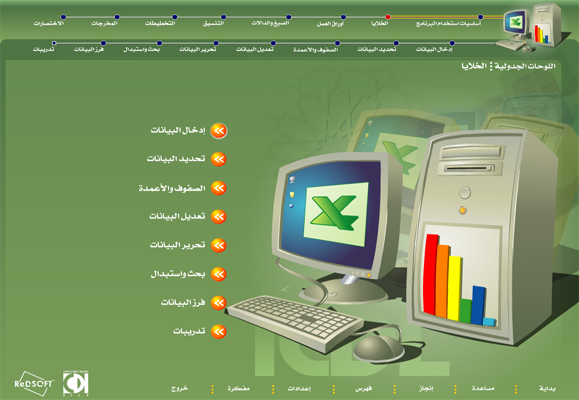 أساسيات استخدام البرنامج الخلايا أوراق العمل الصيغ والدالات التنسيق التخطيطات المخرجات الاختصارات
إدخال البيانات تحديد البيانات الصفوف والأعمدة تعديل البيانات تحرير البيانات بحث واستبدال فرز البيانات تدريبات
اللوحات الجدولية : الخلايا
إدخال البيانات
تحديد البيانات
الصفوف والأعمدة
تعديل البيانات
تحرير البيانات
بحث واستبدال
فرز البيانات
تدريبات
ICDL
بداية مساعدة إنجاز فهرس إعدادات مفكرة خروج
ReDSOFT